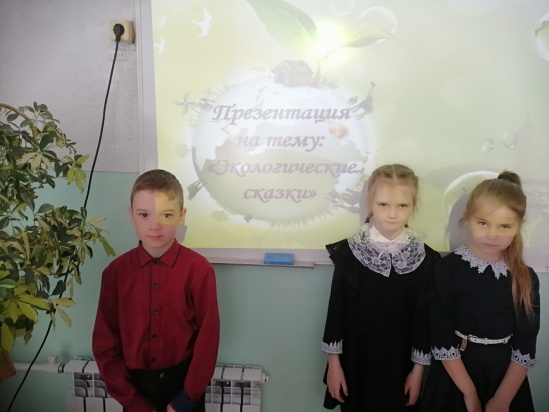 Презентация
на тему:
«Экологические
сказки»